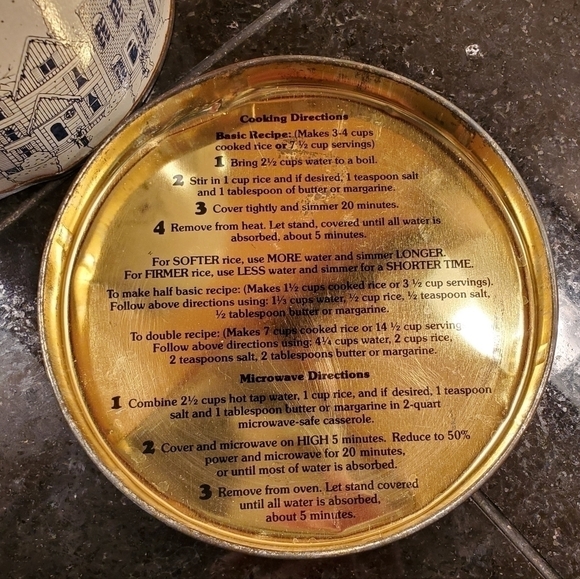 Cooking Directions
Basic Recipe: (Makes 3-4 cups
cooked rice or 7 ½ cup servings)
1 Bring 2½ cups water to a boil.
2 Stir in 1 cup rice and if desired, 1 teaspoon salt
and 1 tablespoon of butter or margarine.
3 Cover tightly and simmer 20 minutes.
4 Remove from heat. Let stand, covered until all water is
absorbed, about 5 minutes.
For SOFTER rice, use MORE water and simmer LONGER.
For FIRMER rice, use LESS water and simmer for a SHORTER TIME.
To make half basic recipe: (Makes 1½ cups cooked rice or 3 ½ cup servings).
Follow above directions using: 1⅓ cups water, ½ cup rice, ½ teaspoon salt,
½ tablespoon butter or margarine.
To double recipe: (Makes 7 cups cooked rice or 14 ½ cup serving
Follow above directions using: 4¼ cups water, 2 cups rice,
2 teaspoons salt, 2 tablespoons butter or margarine.
Microwave Directions
1 Combine 2½ cups hot tap water, 1 cup rice, and if desired, 1 teaspoon
salt and 1 tablespoon butter or margarine in 2-quart
microwave-safe casserole.
2 Cover and microwave on HIGH 5 minutes. Reduce to 50%
power and microwave for 20 minutes,
or until most of water is absorbed.
3 Remove from oven. Let stand covered
until all water is absorbed,
about 5 minutes.